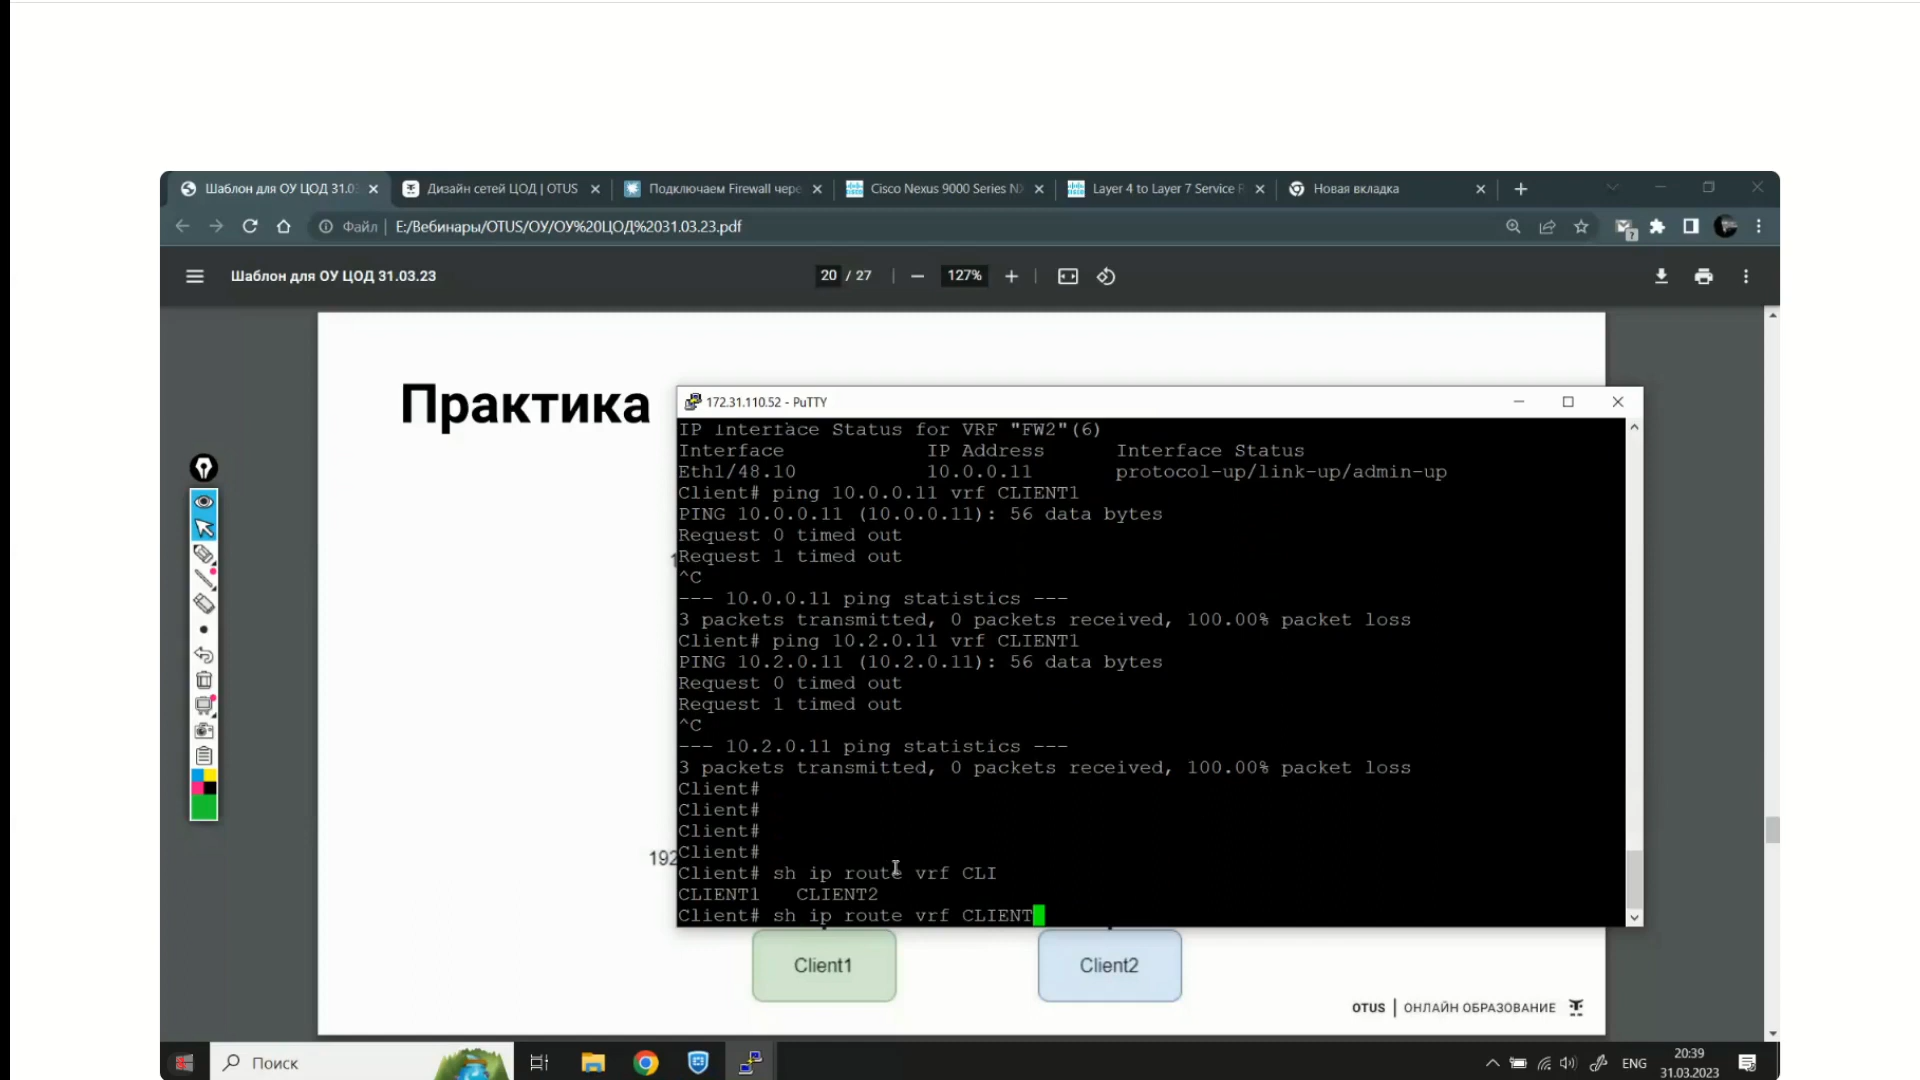 Шаблон для ОУ ЦОД 31.0
Дизайн сетей ЦОД | OTUS
Подключаем Firewall чере
Cisco Nexus 9000 Series N
Layer 4 to Layer 7 Service
Новая вкладка
Файл
E:/Вебинары/OTUS/ОУ/ОУ%20ЦОД%2031.03.23.pdf
Шаблон для ОУ ЦОД 31.03.23
20 / 27
127%
Практика
172.31.110.52 - PuTTY
IP Interface Status for VRF "FW2"(6)
Interface IP Address Interface Status
Eth1/48.10 10.0.0.11 protocol-up/link-up/admin-up
Client# ping 10.0.0.11 vrf CLIENT1
PING 10.0.0.11 (10.0.0.11): 56 data bytes
Request 0 timed out
Request 1 timed out
^C
--- 10.0.0.11 ping statistics ---
3 packets transmitted, 0 packets received, 100.00% packet loss
Client# ping 10.2.0.11 vrf CLIENT1
PING 10.2.0.11 (10.2.0.11): 56 data bytes
Request 0 timed out
Request 1 timed out
^C
--- 10.2.0.11 ping statistics ---
3 packets transmitted, 0 packets received, 100.00% packet loss
Client#
Client#
Client#
192
Client#
Client# sh ip route vrf CLI
CLIENT1 CLIENT2
Client# sh ip route vrf CLIENT
Client1
Client2
OTUS | ОНЛАЙН ОБРАЗОВАНИЕ
Поиск
ENG
20:39
31.03.2023